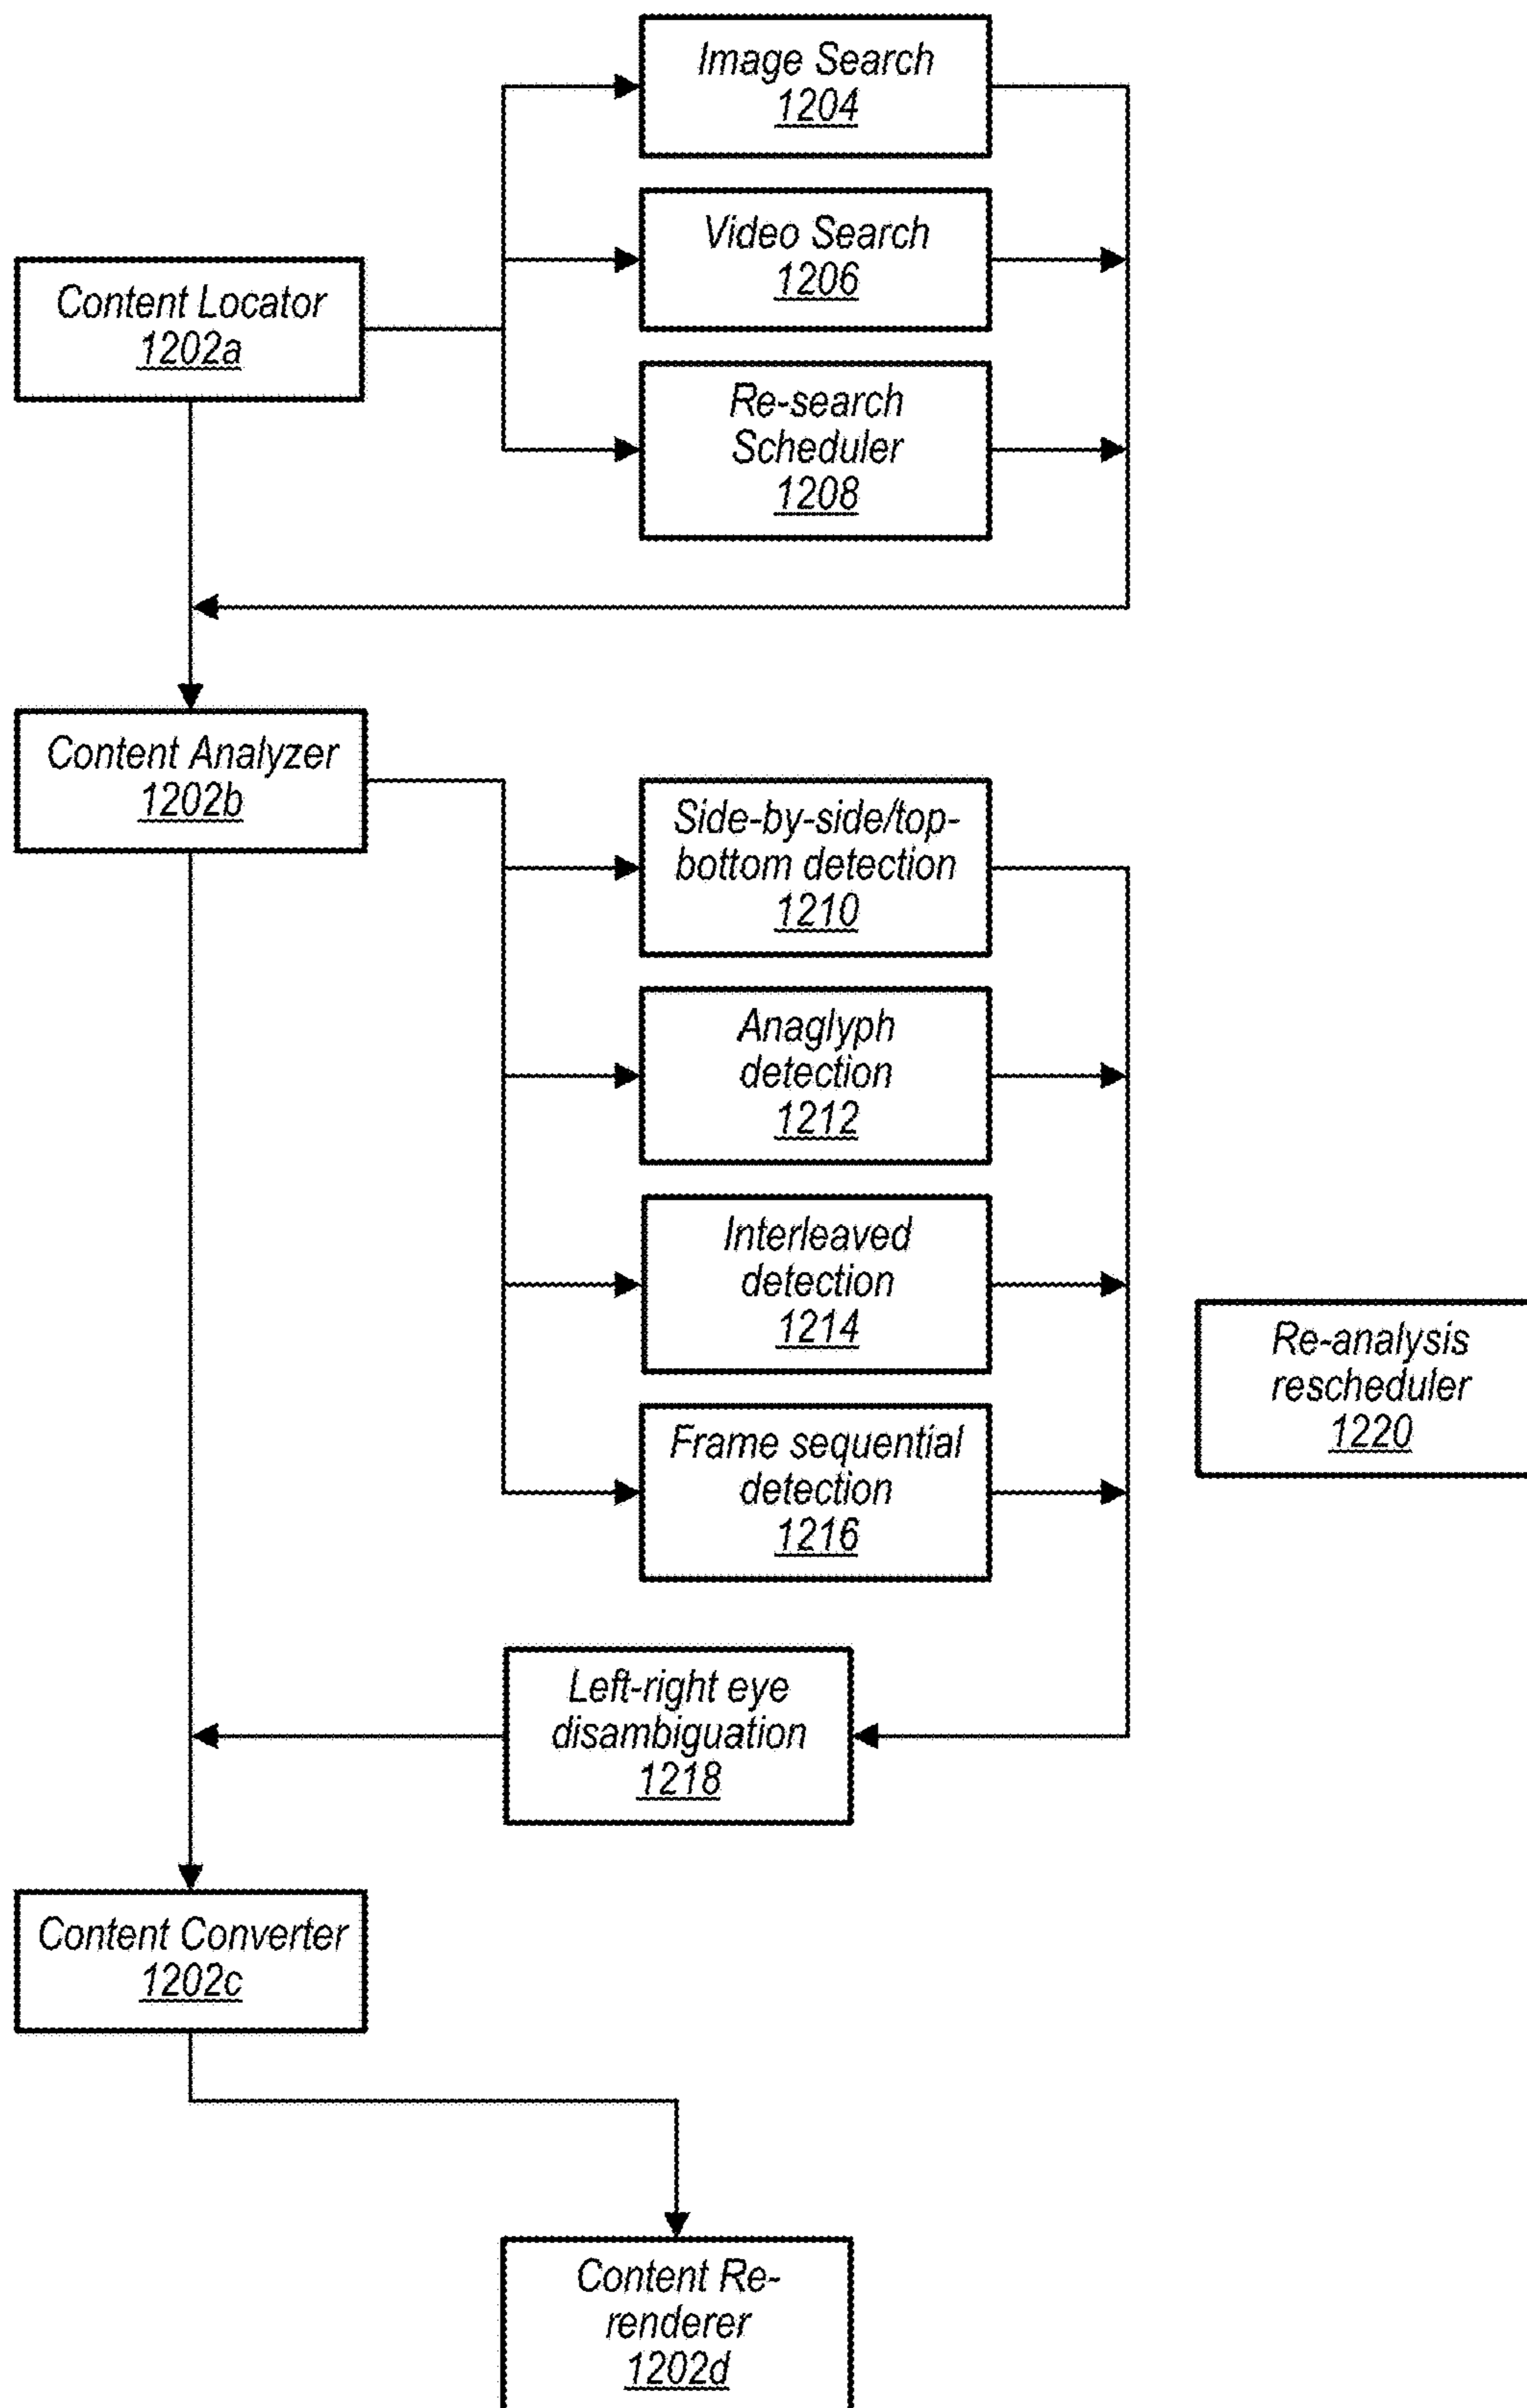 Image Search
1204
Video Search
1206
Content Locator
1202a
Re-search
Scheduler
1208
Content Analyzer
1202b
Side-by-side/top-
bottom detection
1210
Anaglyph
detection
1212
Interleaved
detection
1214
Re-analysis
rescheduler
1220
Frame sequential
detection
1216
Left-right eye
disambiguation
1218
Content Converter
1202c
Content Re-
renderer
1202d